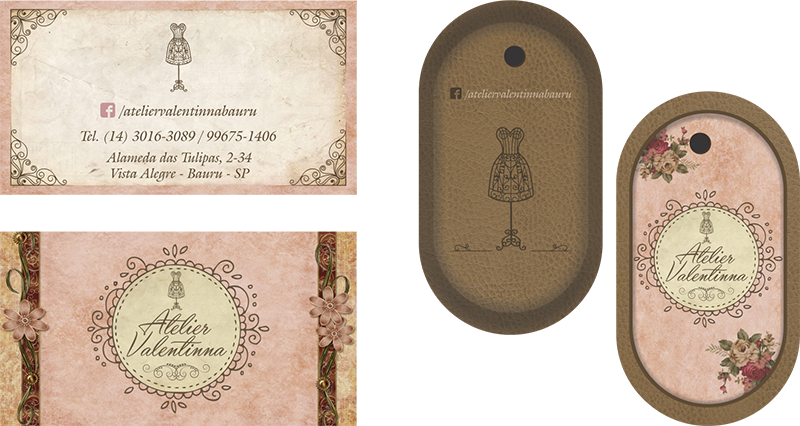 /ateliervalentinnabauru
Tel. (14) 3016-3089 / 99675-1406
Alameda das Tulipas, 2-34
Vista Alegre - Bauru - SP
Atelier
Valentinna
/ateliervalentinnabauru
Atelier
Valentinna